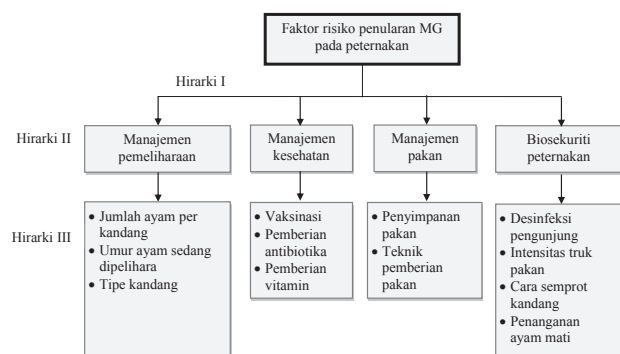 Faktor risiko penularan MG
pada peternakan
Hirarki I
Hirarki II
Manajemen
pemeliharaan
Manajemen
kesehatan
Manajemen
pakan
Biosekuriti
peternakan
Hirarki III
• Jumlah ayam per
kandang
• Umur ayam sedang
dipelihara
• Tipe kandang
• Vaksinasi
• Pemberian
antibiotika
• Pemberian
vitamin
• Penyimpanan
pakan
• Teknik
pemberian
pakan
• Desinfeksi
pengunjung
• Intensitas truk
pakan
• Cara semprot
kandang
• Penanganan
ayam mati